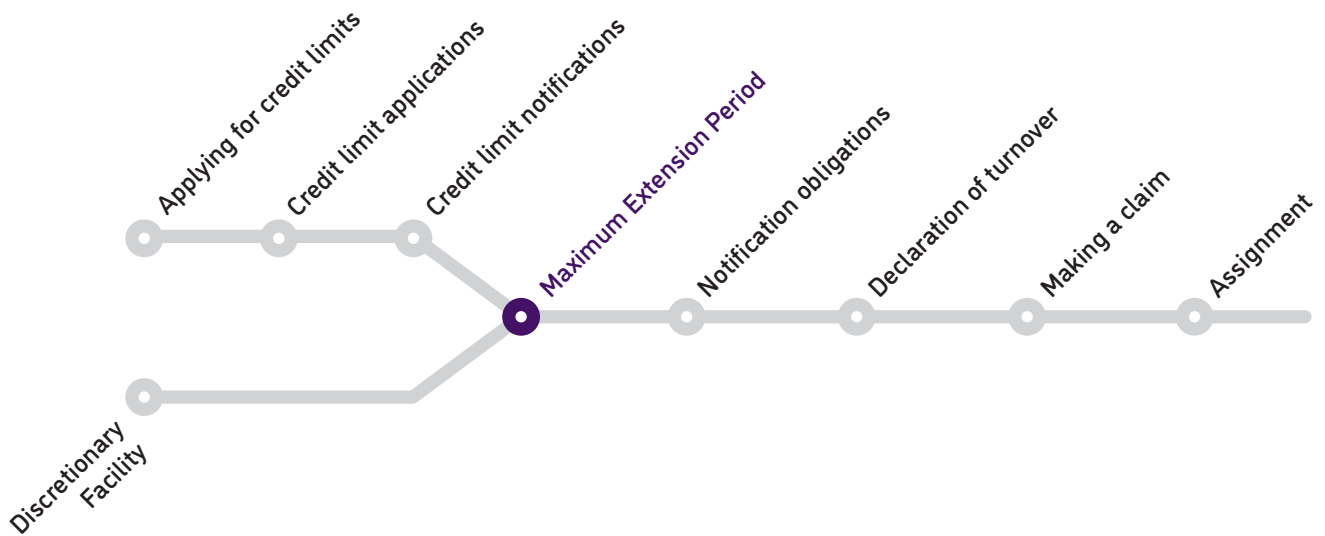 Applying for credit limits
Credit limit applications
Credit limit notifications
Maximum Extension Period
Notification obligations
Declaration of turnover
Making a claim
Assignment
Discretionary
Facility